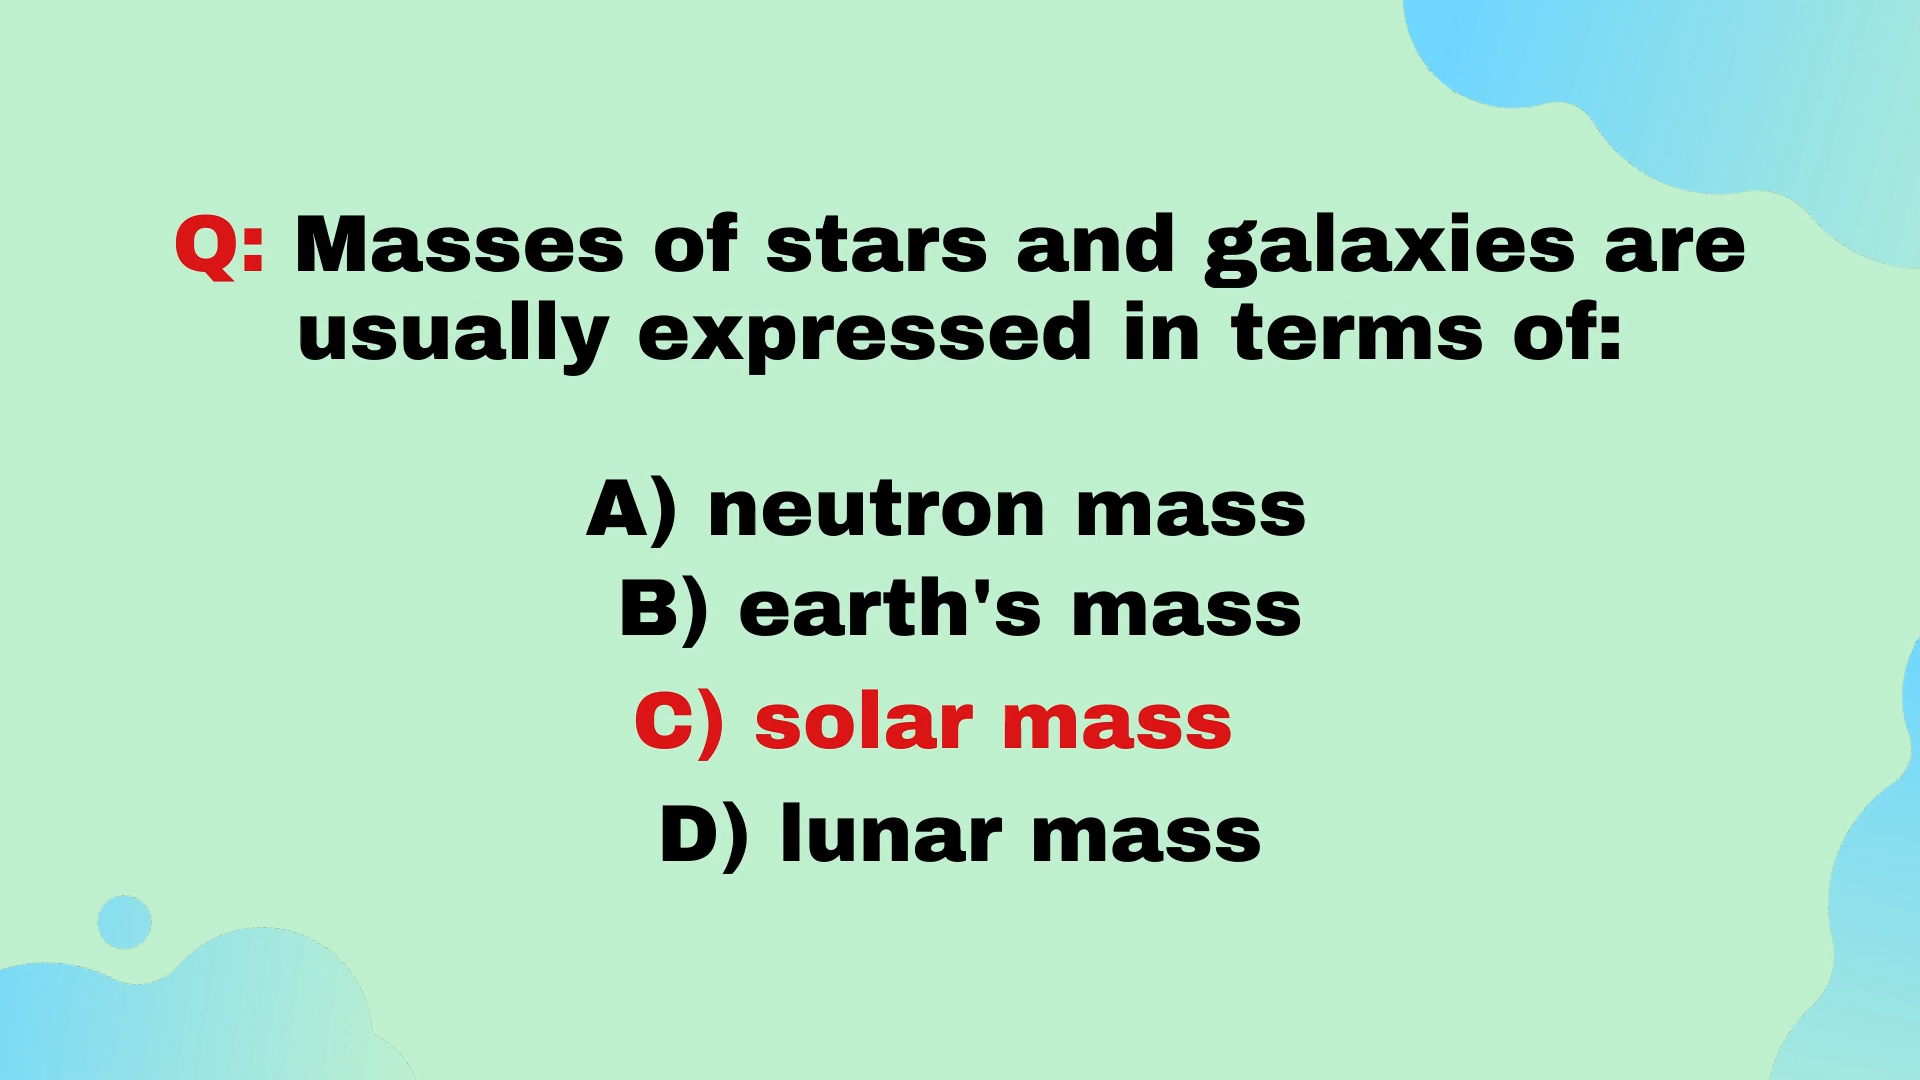 Q: Masses of stars and galaxies are
usually expressed in terms of:
A) neutron mass
B) earth's mass
C) solar mass
D) lunar mass